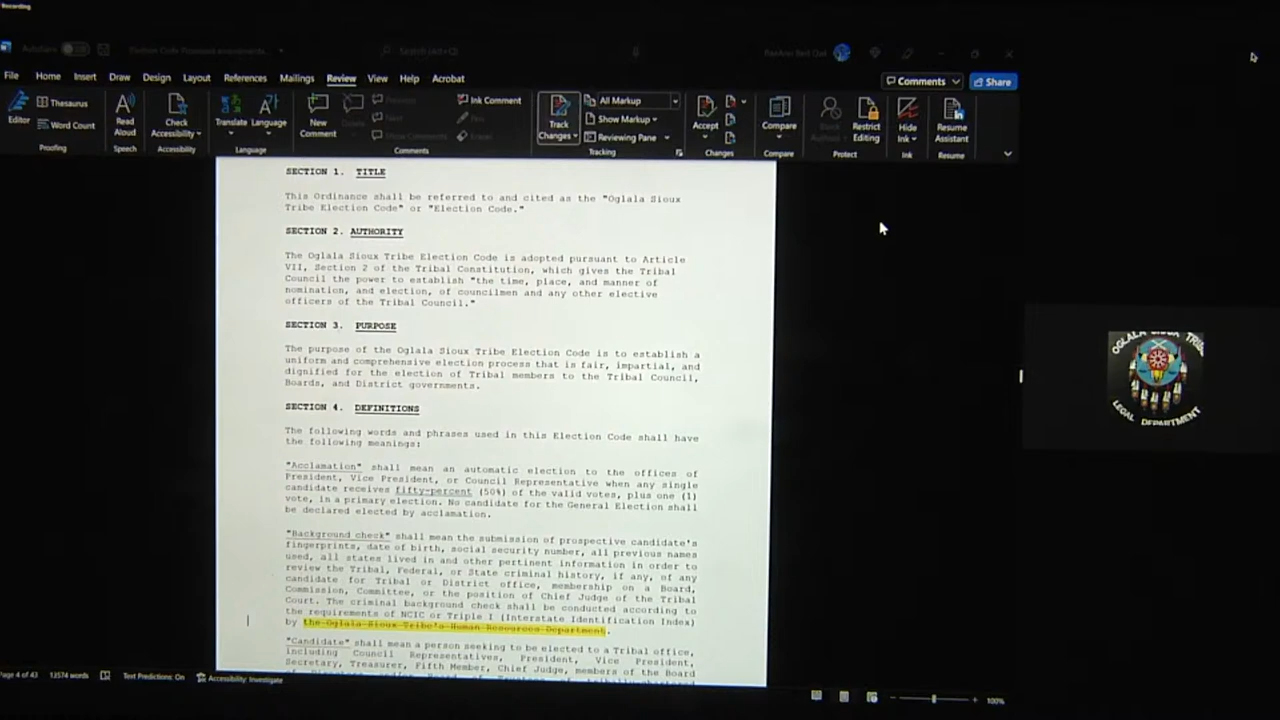 Recording
AutoSave
Search (Alt+Q)
File Home Insert Draw Design Layout References Mailings Review View Help Acrobat
Comments
Share
Editor
Thesaurus
Word Count
Proofing
Read Aloud
Speech
Check Accessibility
Accessibility
Translate
Language
Language
New Comment
Ink Comment
Comments
Track Changes
All Markup
Show Markup
Reviewing Pane
Tracking
Accept
Changes
Compare
Compare
Restrict Editing
Protect
Hide Ink
Ink
Resume Assistant
Resume
SECTION 1. TITLE
This Ordinance shall be referred to and cited as the "Oglala Sioux
Tribe Election Code" or "Election Code."
SECTION 2. AUTHORITY
The Oglala Sioux Tribe Election Code is adopted pursuant to Article
VII, Section 2 of the Tribal Constitution, which gives the Tribal
Council the power to establish "the time, place, and manner of
nomination, and election, of councilmen and any other elective
officers of the Tribal Council."
SECTION 3. PURPOSE
The purpose of the Oglala Sioux Tribe Election Code is to establish a
uniform and comprehensive election process that is fair, impartial, and
dignified for the election of Tribal members to the Tribal Council,
Boards, and District governments.
SECTION 4. DEFINITIONS
The following words and phrases used in this Election Code shall have
the following meanings:
"Acclamation" shall mean an automatic election to the offices of
President, Vice President, or Council Representative when any single
candidate receives fifty-percent (50%) of the valid votes, plus one (1)
vote, in a primary election. No candidate for the General Election shall
be declared elected by acclamation.
"Background check" shall mean the submission of prospective candidate's
fingerprints, date of birth, social security number, all previous names
used, all states lived in and other pertinent information in order to
review the Tribal, Federal, or State criminal history, if any, of any
candidate for Tribal or District office, membership on a Board,
Commission, Committee, or the position of Chief Judge of the Tribal
Court. The criminal background check shall be conducted according to
the requirements of NCIC or Triple I (Interstate Identification Index)
by the Oglala Sioux Tribe's Human Resources Department.
"Candidate" shall mean a person seeking to be elected to a Tribal office,
including Council Representatives, President, Vice President,
Secretary, Treasurer, Fifth Member, Chief Judge, members of the Board
OGLALA SIOUX TRIBE
LEGAL DEPARTMENT
Page 4 of 43 13574 words Text Predictions: On Accessibility: Investigate
100%